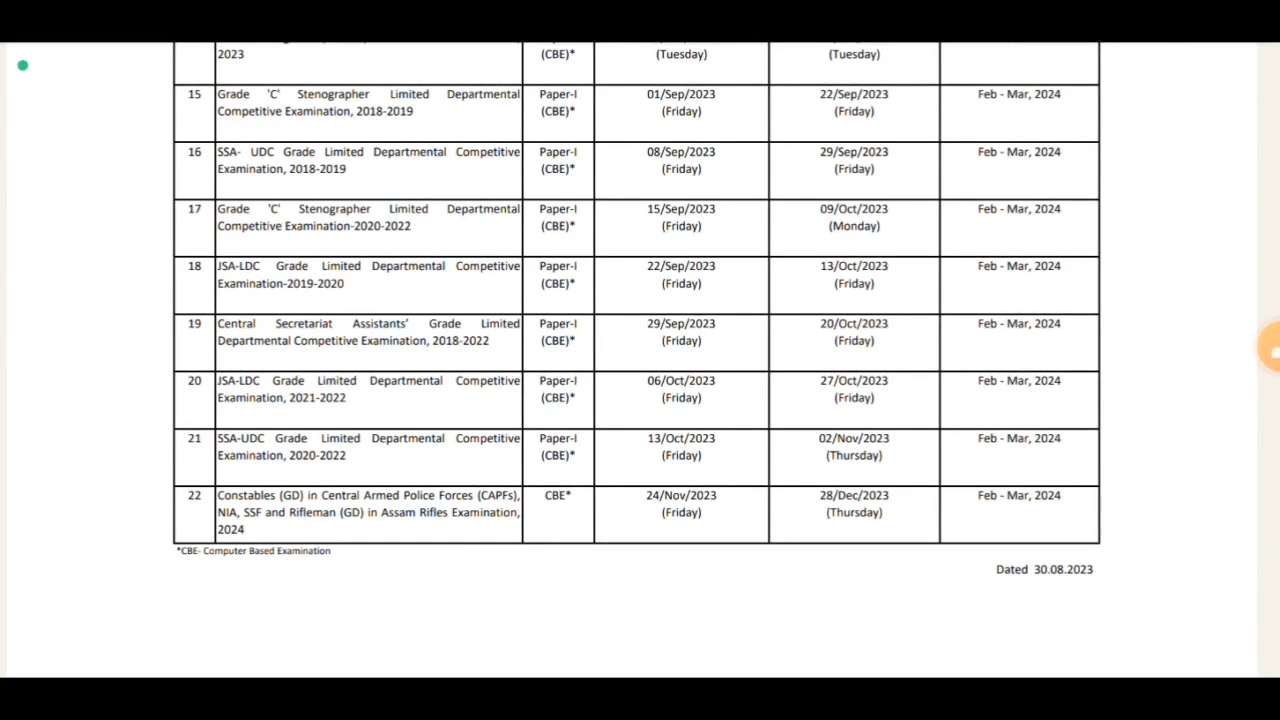 2023 (CBE)* (Tuesday) (Tuesday)
15 Grade 'C' Stenographer Limited Departmental Paper-I 01/Sep/2023 22/Sep/2023 Feb - Mar, 2024
Competitive Examination, 2018-2019 (CBE)* (Friday) (Friday)
16 SSA- UDC Grade Limited Departmental Competitive Paper-I 08/Sep/2023 29/Sep/2023 Feb - Mar, 2024
Examination, 2018-2019 (CBE)* (Friday) (Friday)
17 Grade 'C' Stenographer Limited Departmental Paper-I 15/Sep/2023 09/Oct/2023 Feb - Mar, 2024
Competitive Examination-2020-2022 (CBE)* (Friday) (Monday)
18 JSA-LDC Grade Limited Departmental Competitive Paper-I 22/Sep/2023 13/Oct/2023 Feb - Mar, 2024
Examination-2019-2020 (CBE)* (Friday) (Friday)
19 Central Secretariat Assistants' Grade Limited Paper-I 29/Sep/2023 20/Oct/2023 Feb - Mar, 2024
Departmental Competitive Examination, 2018-2022 (CBE)* (Friday) (Friday)
20 JSA-LDC Grade Limited Departmental Competitive Paper-I 06/Oct/2023 27/Oct/2023 Feb - Mar, 2024
Examination, 2021-2022 (CBE)* (Friday) (Friday)
21 SSA-UDC Grade Limited Departmental Competitive Paper-I 13/Oct/2023 02/Nov/2023 Feb - Mar, 2024
Examination, 2020-2022 (CBE)* (Friday) (Thursday)
22 Constables (GD) in Central Armed Police Forces (CAPFs), CBE* 24/Nov/2023 28/Dec/2023 Feb - Mar, 2024
NIA, SSF and Rifleman (GD) in Assam Rifles Examination, (Friday) (Thursday)
2024
*CBE- Computer Based Examination
Dated 30.08.2023